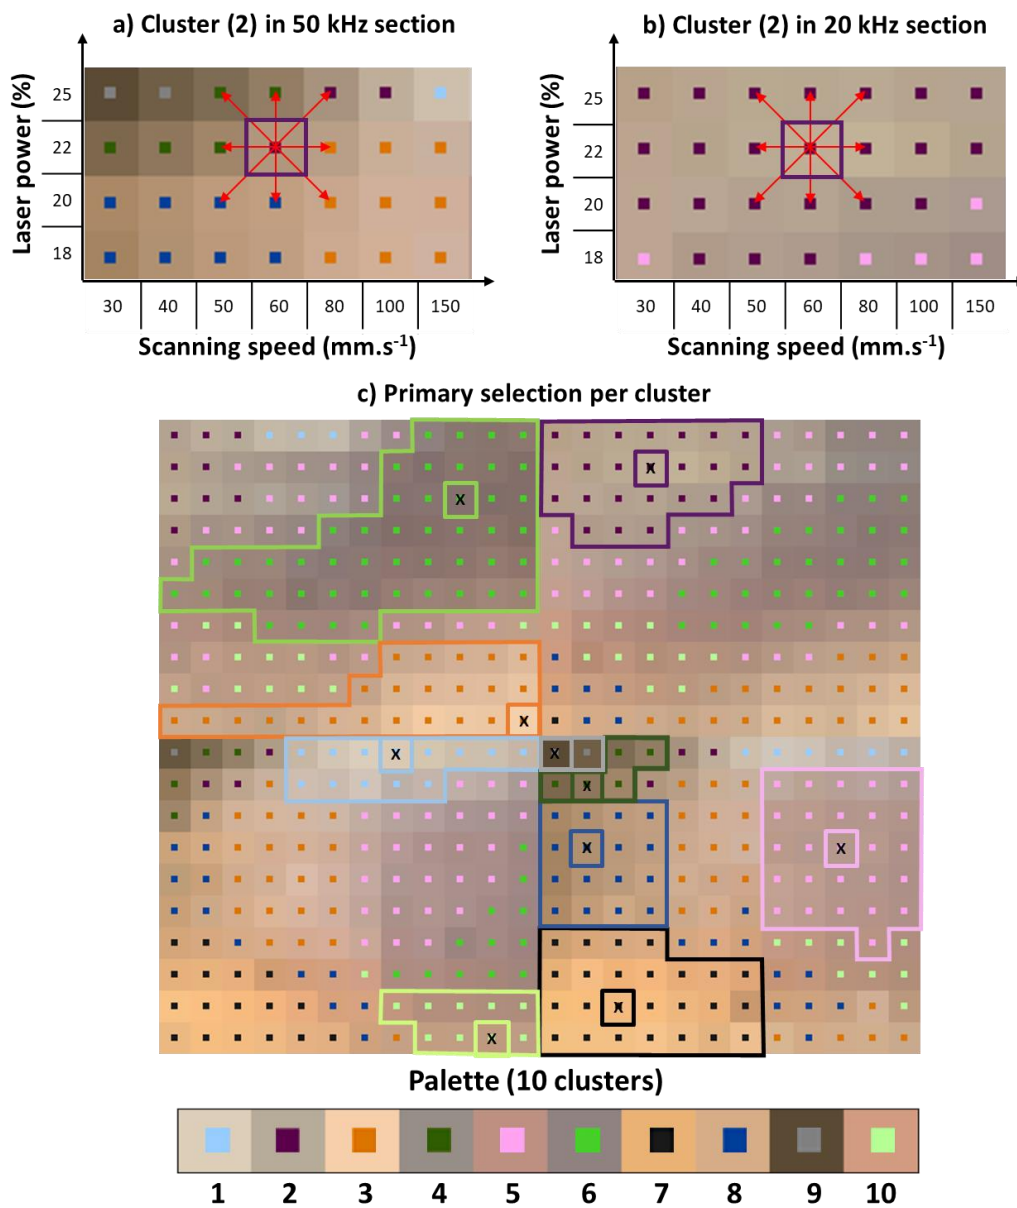 a) Cluster (2) in 50 kHz section
b) Cluster (2) in 20 kHz section
Laser power (%)
25
22
20
18
30 40 50 60 80 100 150
Scanning speed (mm.s⁻¹)
Laser power (%)
25
22
20
18
30 40 50 60 80 100 150
Scanning speed (mm.s⁻¹)
c) Primary selection per cluster
X
X
X
X X
X
X X
X
X
Palette (10 clusters)
1 2 3 4 5 6 7 8 9 10